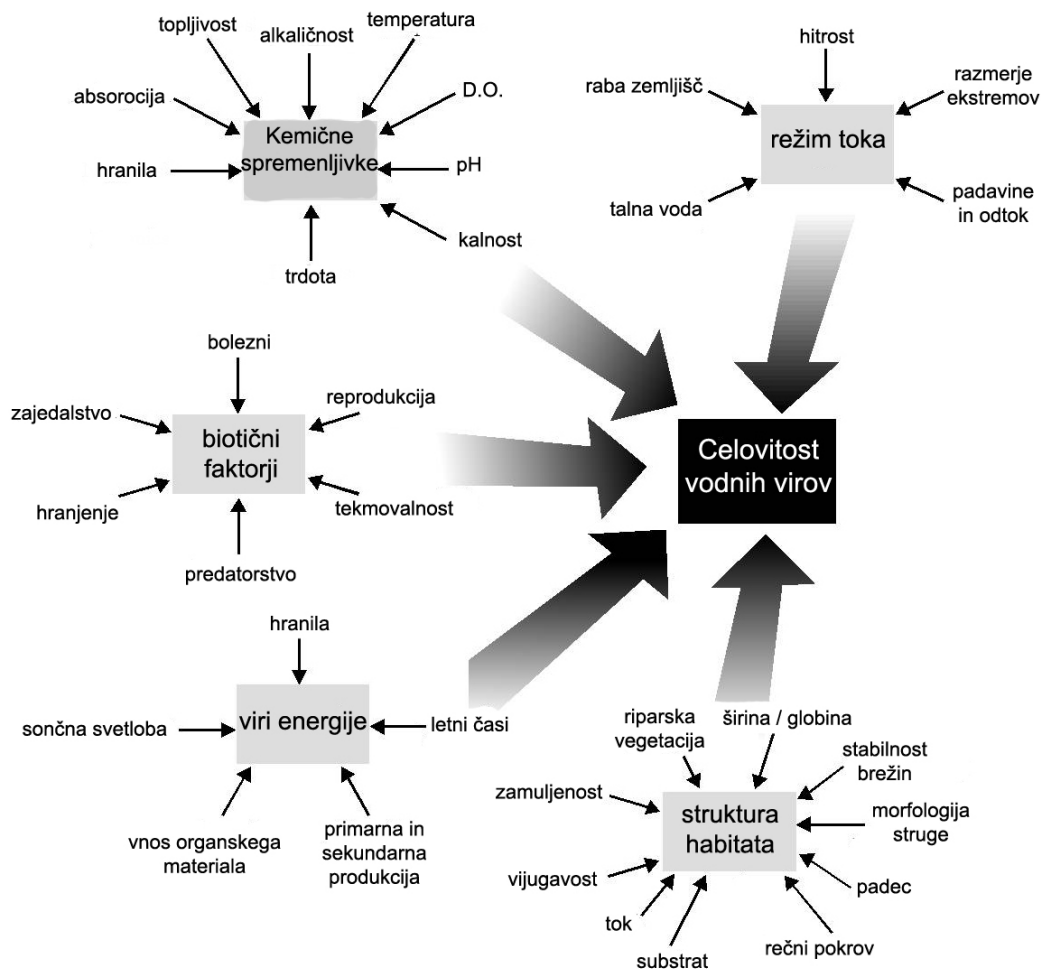 topljivost
alkaličnost
temperatura
absorocija
D.O.
Kemične
spremenljivke
hranila
pH
kalnost
trdota
hitrost
raba zemljišč
razmerje
ekstremov
režim toka
talna voda
padavine
in odtok
bolezni
zajedalstvo
reprodukcija
biotični
faktorji
hranjenje
tekmovalnost
predatorstvo
Celovitost
vodnih virov
hranila
sončna svetloba
viri energije
letni časi
vnos organskega
materiala
primarna in
sekundarna
produkcija
riparska
vegetacija
širina / globina
stabilnost
brežin
zamuljenost
struktura
habitata
morfologija
struge
vijugavost
padec
tok
substrat
rečni pokrov